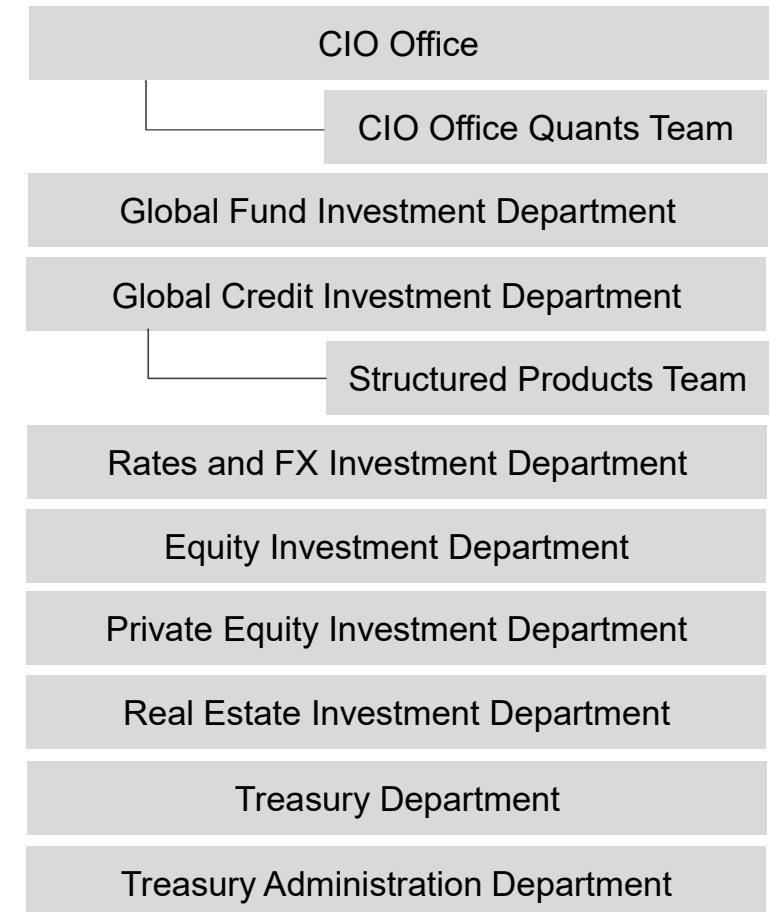 CIO Office
CIO Office Quants Team
Global Fund Investment Department
Global Credit Investment Department
Structured Products Team
Rates and FX Investment Department
Equity Investment Department
Private Equity Investment Department
Real Estate Investment Department
Treasury Department
Treasury Administration Department